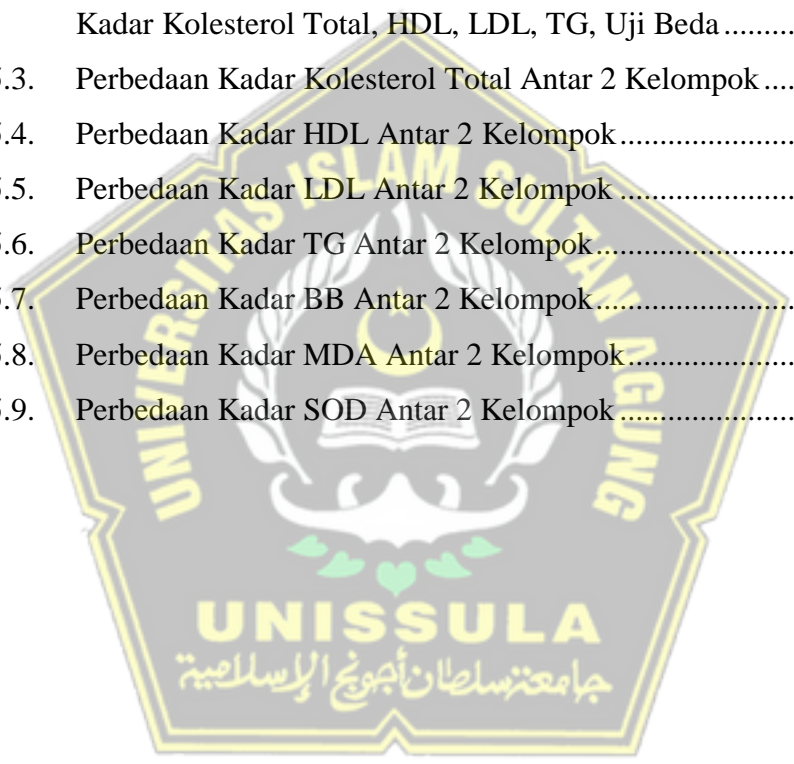 Kadar Kolesterol Total, HDL, LDL, TG, Uji Beda .........
5.3. Perbedaan Kadar Kolesterol Total Antar 2 Kelompok ....
5.4. Perbedaan Kadar HDL Antar 2 Kelompok ......................
5.5. Perbedaan Kadar LDL Antar 2 Kelompok ......................
5.6. Perbedaan Kadar TG Antar 2 Kelompok .........................
5.7. Perbedaan Kadar BB Antar 2 Kelompok .........................
5.8. Perbedaan Kadar MDA Antar 2 Kelompok .....................
5.9. Perbedaan Kadar SOD Antar 2 Kelompok ......................
UNIVERSITAS ISLAM SULTAN AGUNG
UNISSULA
جامعة سلطان أجونج الإسلامية